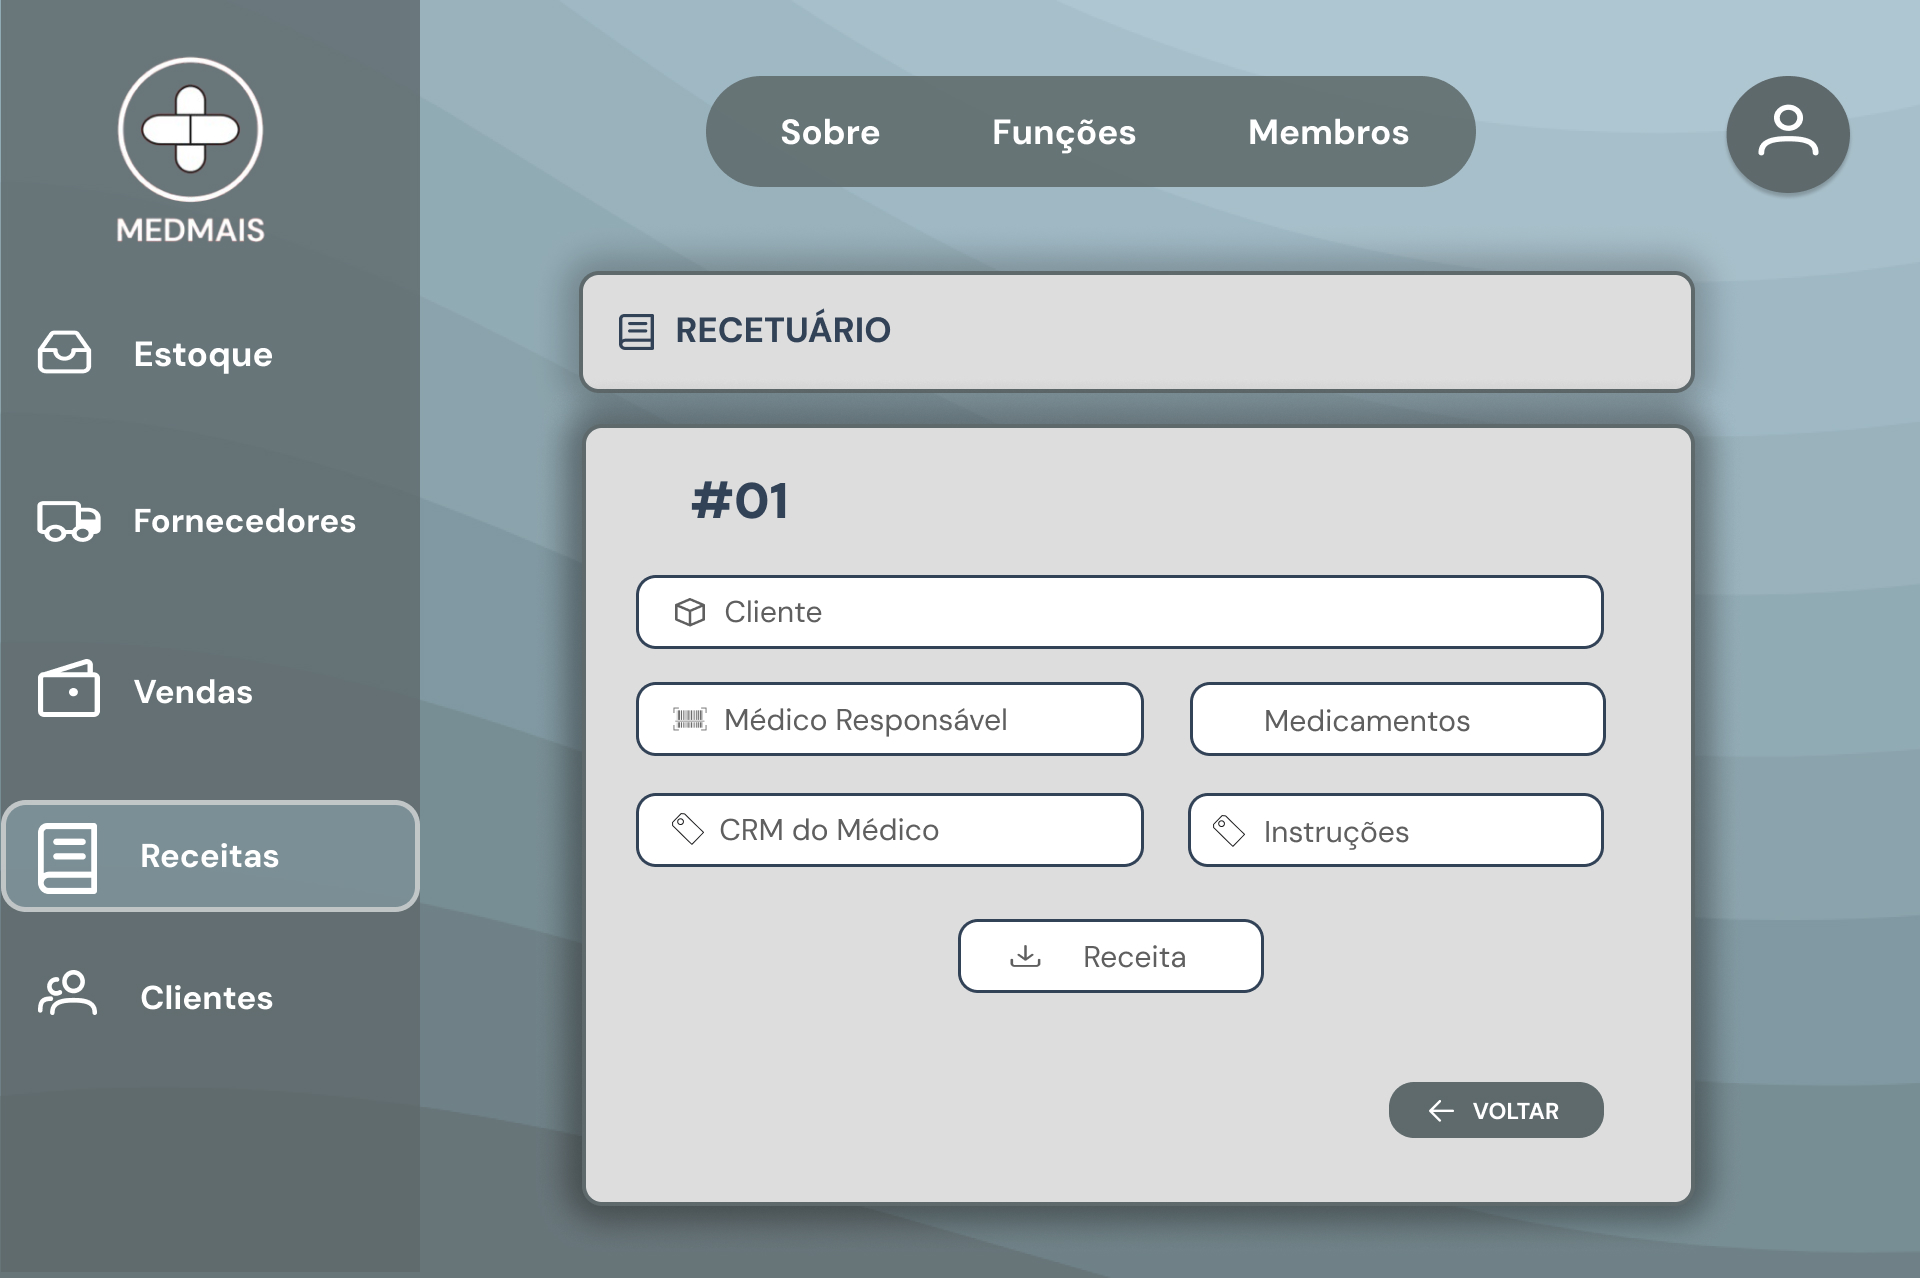 MEDMAIS
Estoque
Fornecedores
Vendas
Receitas
Clientes
Sobre
Funções
Membros
RECETUÁRIO
#01
Cliente
Médico Responsável
Medicamentos
CRM do Médico
Instruções
Receita
VOLTAR